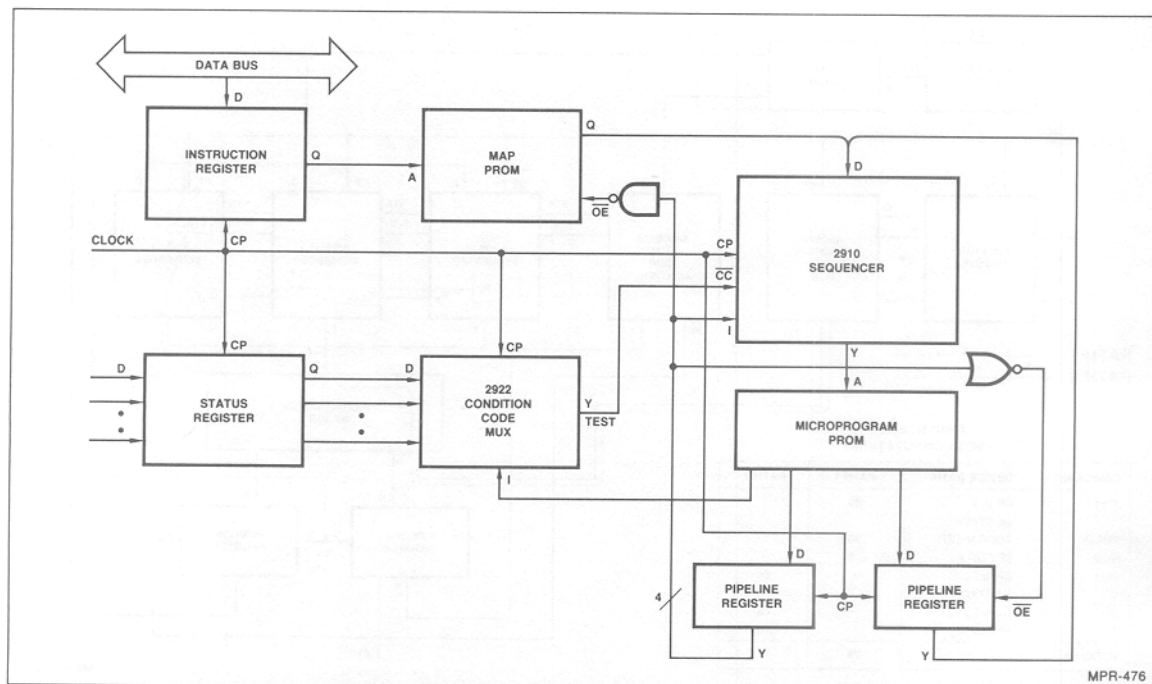 DATA BUS
D
INSTRUCTION
REGISTER
Q
A
MAP
PROM
Q
OE
D
CLOCK
CP
CP
CC
I
2910
SEQUENCER
Y
A
CP
D
STATUS
REGISTER
Q
D
CP
2922
CONDITION
CODE
MUX
Y
TEST
I
MICROPROGRAM
PROM
D
D
4
PIPELINE
REGISTER
CP
PIPELINE
REGISTER
OE
Y
Y
MPR-476